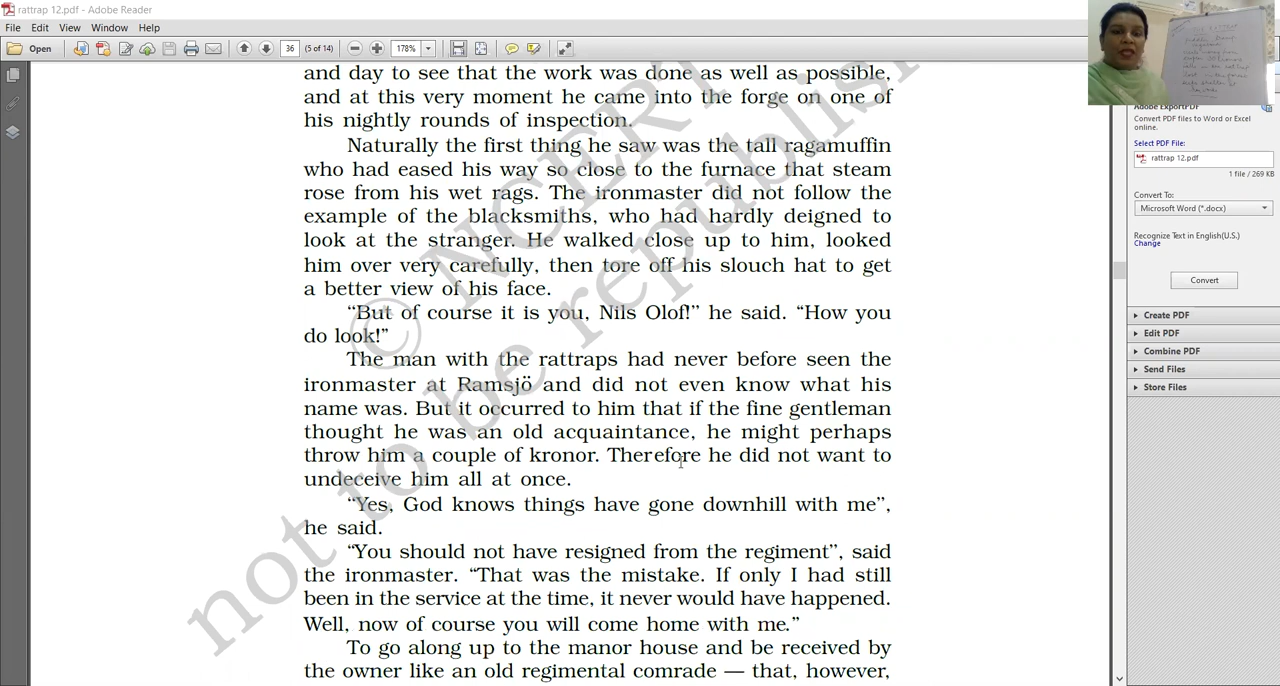 rattrap 12.pdf - Adobe Reader
File Edit View Window Help
Open 36 (5 of 14) 178%
and day to see that the work was done as well as possible,
and at this very moment he came into the forge on one of
his nightly rounds of inspection.
Naturally the first thing he saw was the tall ragamuffin
who had eased his way so close to the furnace that steam
rose from his wet rags. The ironmaster did not follow the
example of the blacksmiths, who had hardly deigned to
look at the stranger. He walked close up to him, looked
him over very carefully, then tore off his slouch hat to get
a better view of his face.
“But of course it is you, Nils Olof!” he said. “How you
do look!”
The man with the rattraps had never before seen the
ironmaster at Ramsjö and did not even know what his
name was. But it occurred to him that if the fine gentleman
thought he was an old acquaintance, he might perhaps
throw him a couple of kronor. Therefore he did not want to
undeceive him all at once.
“Yes, God knows things have gone downhill with me”,
he said.
“You should not have resigned from the regiment”, said
the ironmaster. “That was the mistake. If only I had still
been in the service at the time, it never would have happened.
Well, now of course you will come home with me.”
To go along up to the manor house and be received by
the owner like an old regimental comrade — that, however,
© NCERT
not to be republish
Adobe ExportPDF
Convert PDF files to Word or Excel
online.
Select PDF File:
rattrap 12.pdf
1 file / 269 KB
Convert To:
Microsoft Word (*.docx)
Recognize Text in English(U.S.)
Change
Convert
Create PDF
Edit PDF
Combine PDF
Send Files
Store Files